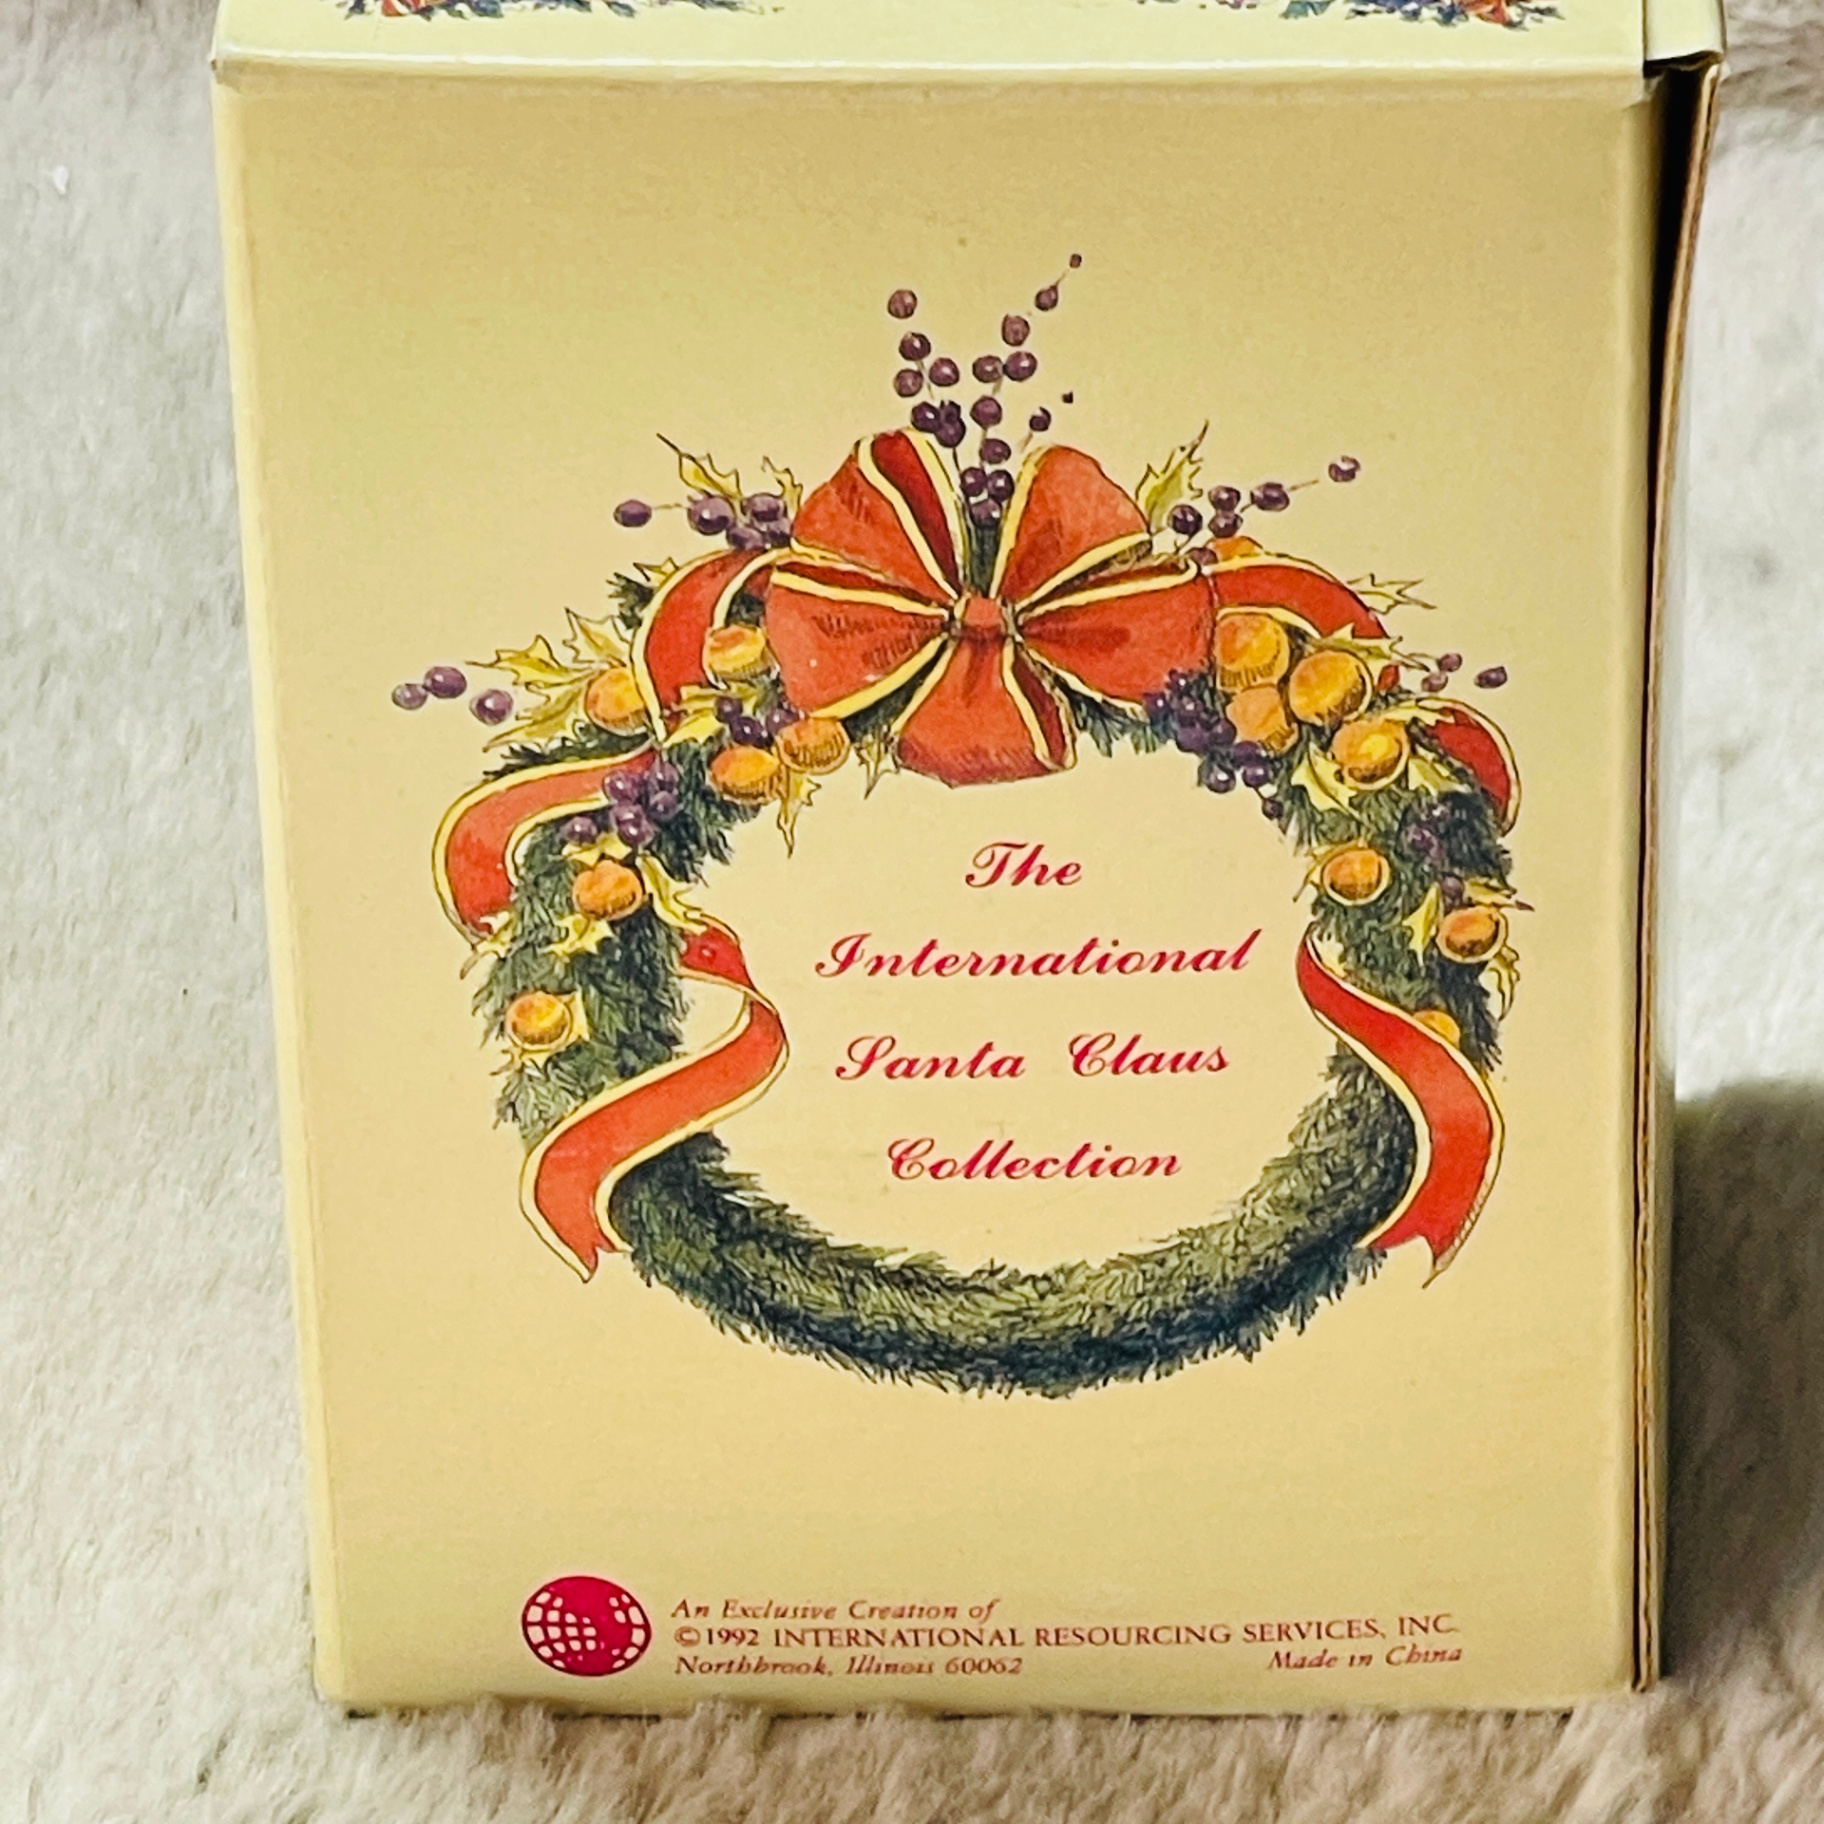 The
International
Santa Claus
Collection
An Exclusive Creation of
©1992 INTERNATIONAL RESOURCING SERVICES, INC.
Northbrook, Illinois 60062 Made in China